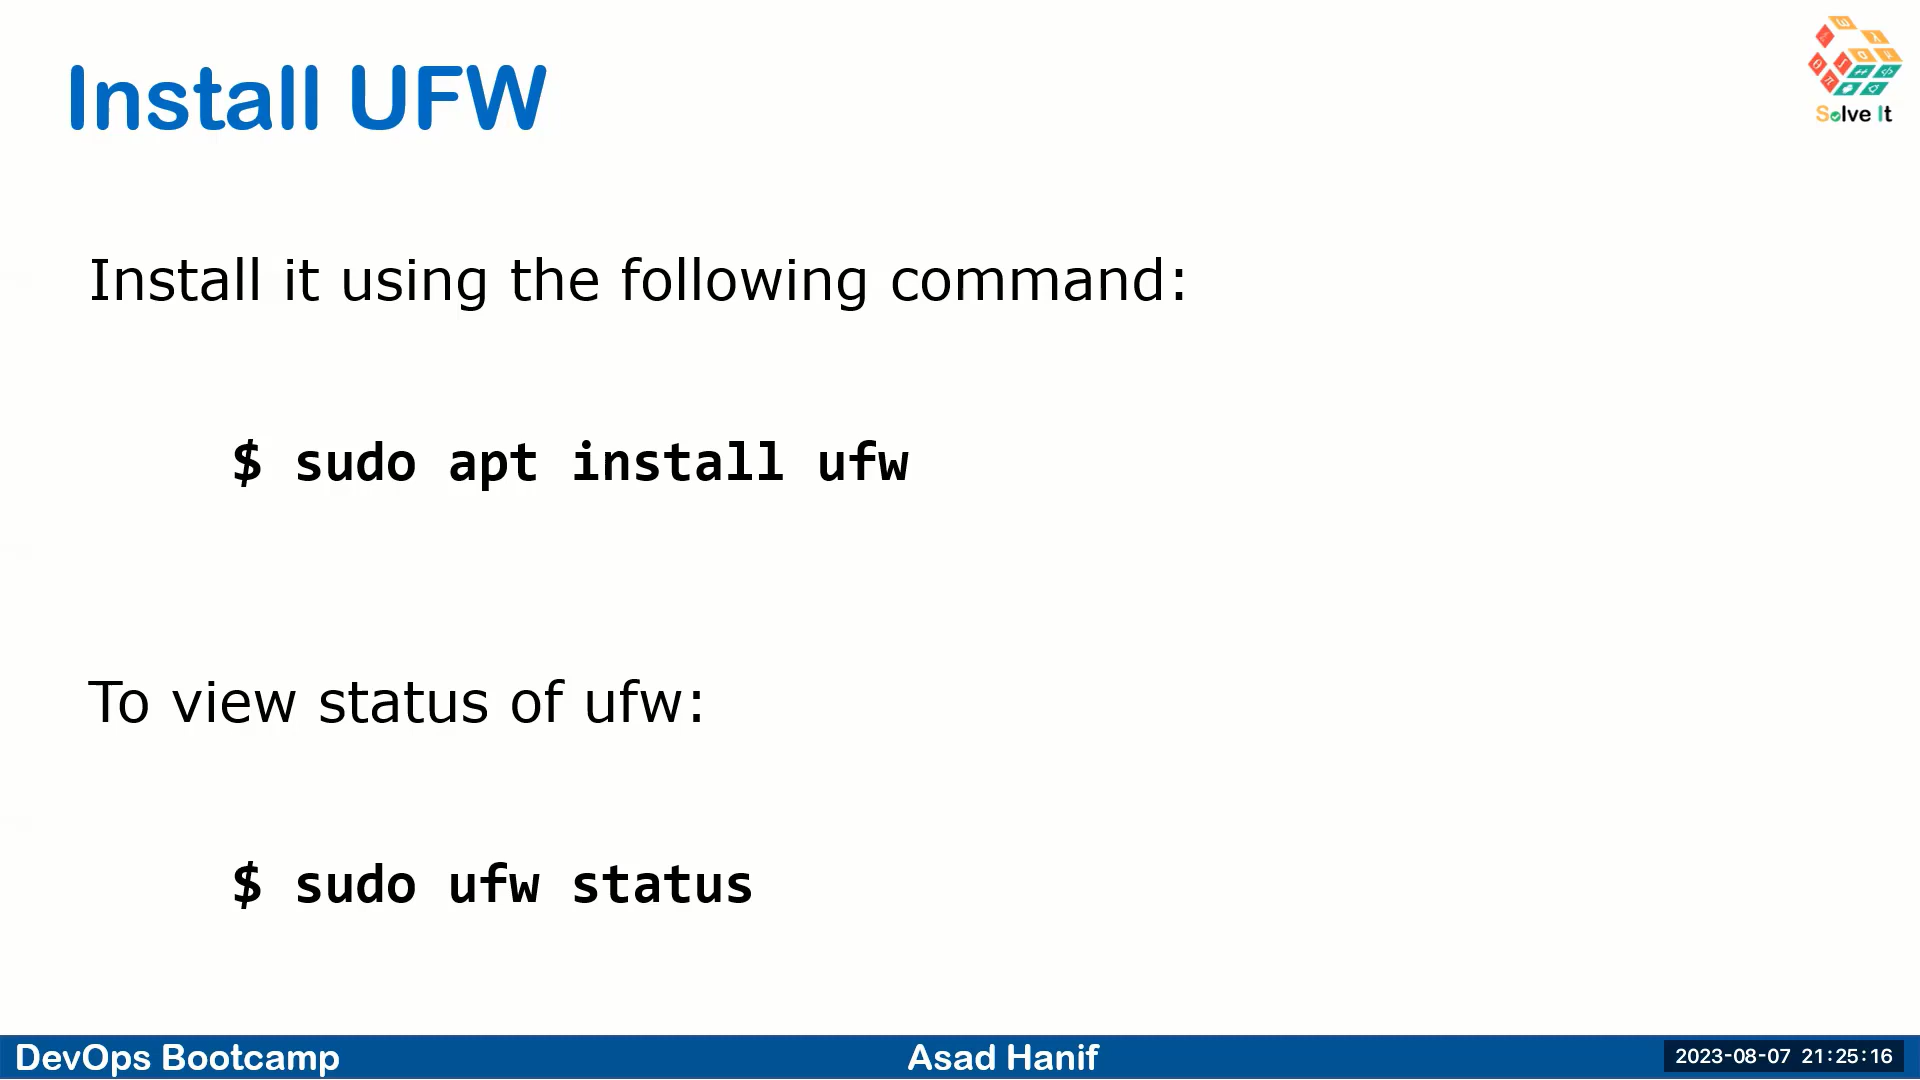 Install UFW
Solve It
Install it using the following command:
$ sudo apt install ufw
To view status of ufw:
$ sudo ufw status
DevOps Bootcamp
Asad Hanif
2023-08-07 21:25:16